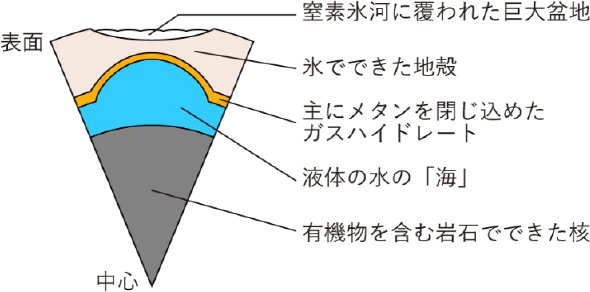 窒素氷河に覆われた巨大盆地
表面
氷でできた地殻
主にメタンを閉じ込めた
ガスハイドレート
液体の水の「海」
有機物を含む岩石でできた核
中心